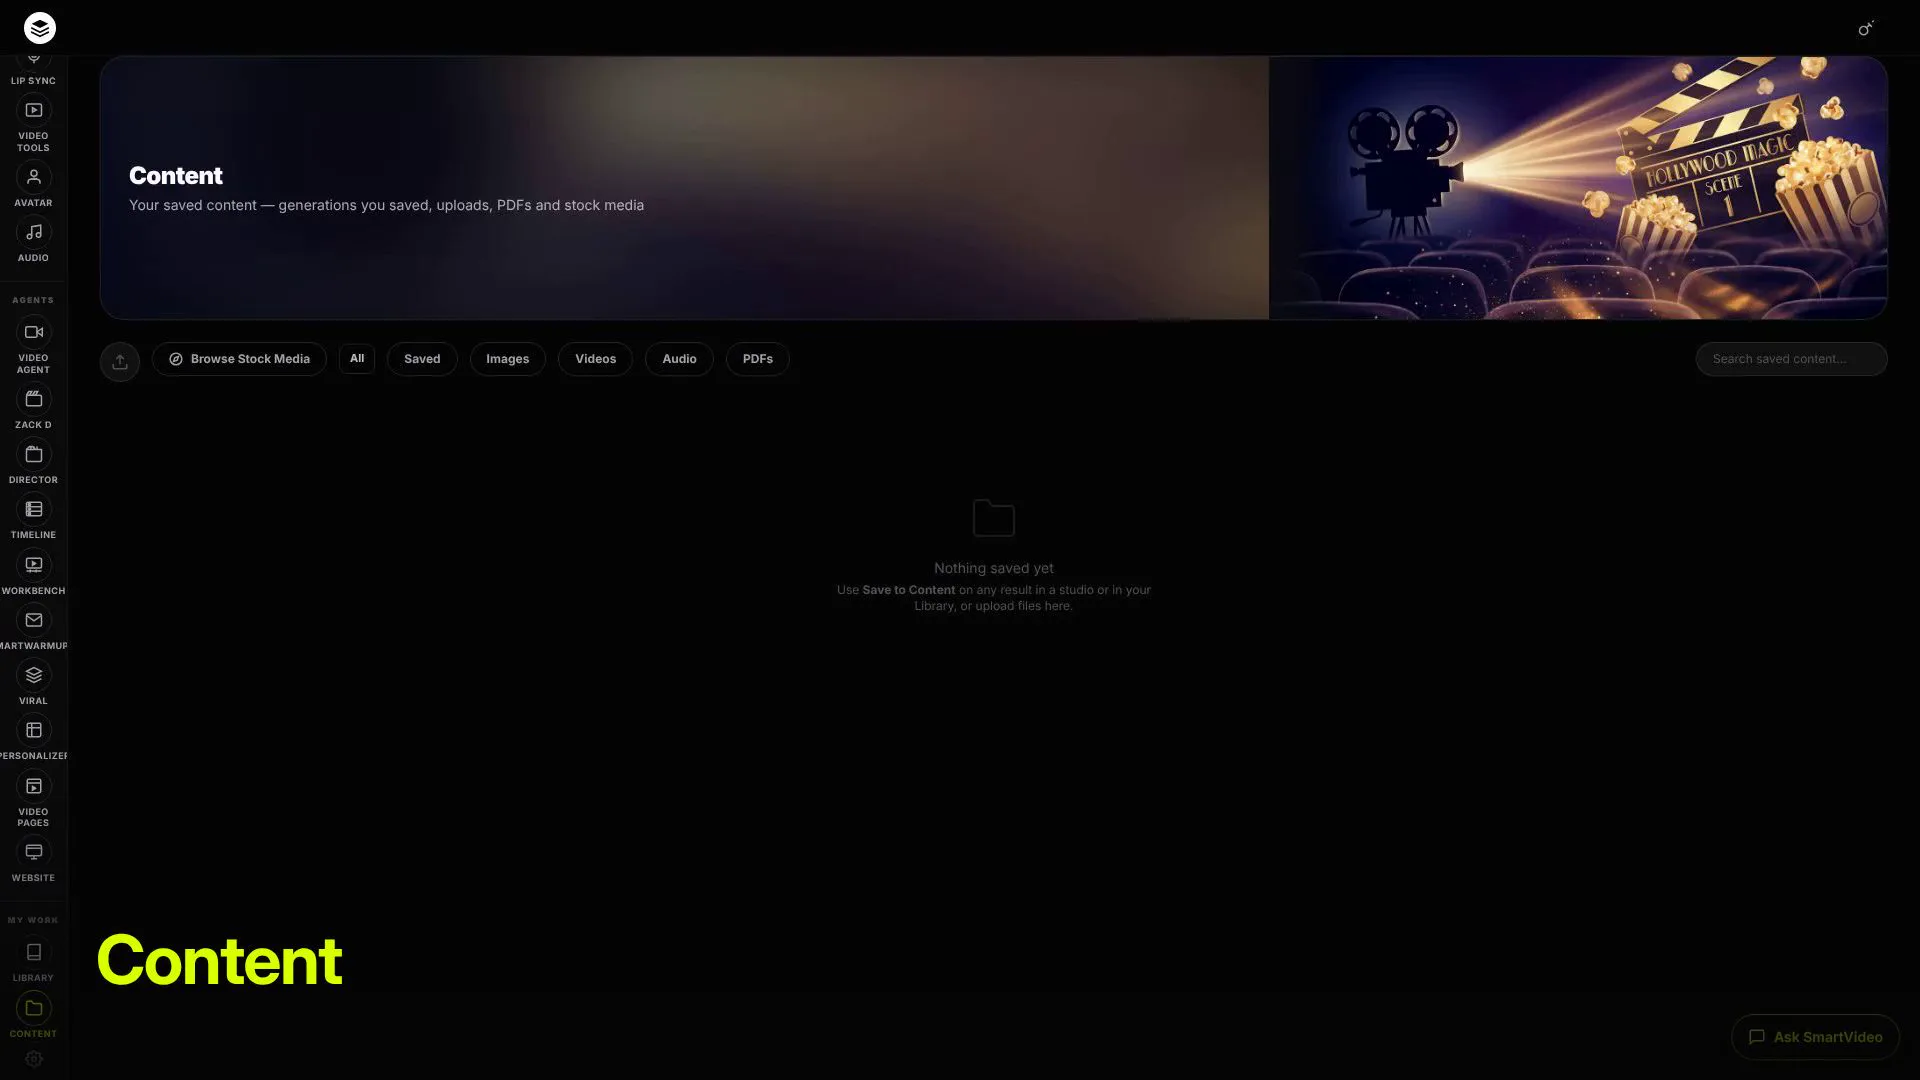 LIP SYNC
VIDEO
TOOLS
AVATAR
AUDIO
AGENTS
VIDEO
AGENT
ZACK D
DIRECTOR
TIMELINE
WORKBENCH
MARTWARMUP
VIRAL
PERSONALIZER
VIDEO
PAGES
WEBSITE
MY WORK
LIBRARY
CONTENT
Content
Your saved content — generations you saved, uploads, PDFs and stock media
HOLLYWOOD MAGIC
SCENE
1
Browse Stock Media
All
Saved
Images
Videos
Audio
PDFs
Search saved content...
Nothing saved yet
Use Save to Content on any result in a studio or in your
Library, or upload files here.
Content
Ask SmartVideo